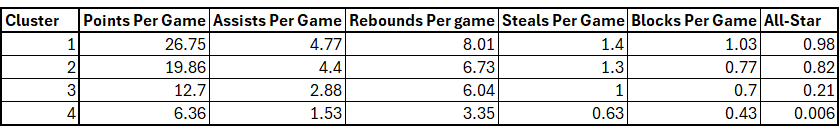 Cluster Points Per Game Assists Per Game Rebounds Per game Steals Per Game Blocks Per Game All-Star
1 26.75 4.77 8.01 1.4 1.03 0.98
2 19.86 4.4 6.73 1.3 0.77 0.82
3 12.7 2.88 6.04 1 0.7 0.21
4 6.36 1.53 3.35 0.63 0.43 0.006